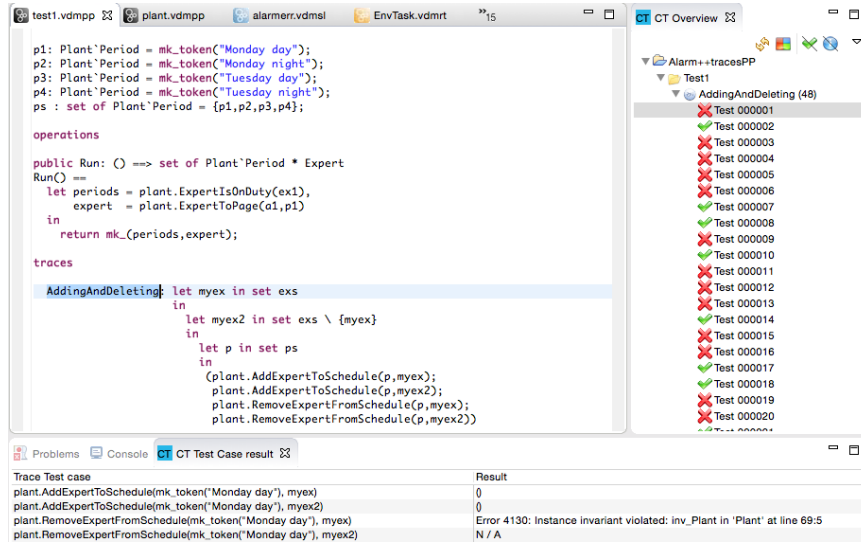 test1.vdmpp plant.vdmpp alarmerr.vdmsl EnvTask.vdmrt »15
p1: Plant`Period = mk_token("Monday day");
p2: Plant`Period = mk_token("Monday night");
p3: Plant`Period = mk_token("Tuesday day");
p4: Plant`Period = mk_token("Tuesday night");
ps : set of Plant`Period = {p1,p2,p3,p4};
operations
public Run: () ==> set of Plant`Period * Expert
Run() ==
let periods = plant.ExpertIsOnDuty(ex1),
expert = plant.ExpertToPage(a1,p1)
in
return mk_(periods,expert);
traces
AddingAndDeleting: let myex in set exs
in
let myex2 in set exs \ {myex}
in
let p in set ps
in
(plant.AddExpertToSchedule(p,myex);
plant.AddExpertToSchedule(p,myex2);
plant.RemoveExpertFromSchedule(p,myex);
plant.RemoveExpertFromSchedule(p,myex2))
CT CT Overview
Alarm++tracesPP
Test1
AddingAndDeleting (48)
Test 000001
Test 000002
Test 000003
Test 000004
Test 000005
Test 000006
Test 000007
Test 000008
Test 000009
Test 000010
Test 000011
Test 000012
Test 000013
Test 000014
Test 000015
Test 000016
Test 000017
Test 000018
Test 000019
Test 000020
Problems Console CT CT Test Case result
Trace Test case Result
plant.AddExpertToSchedule(mk_token("Monday day"), myex) ()
plant.AddExpertToSchedule(mk_token("Monday day"), myex2) ()
plant.RemoveExpertFromSchedule(mk_token("Monday day"), myex) Error 4130: Instance invariant violated: inv_Plant in 'Plant' at line 69:5
plant.RemoveExpertFromSchedule(mk_token("Monday day"), myex2) N / A